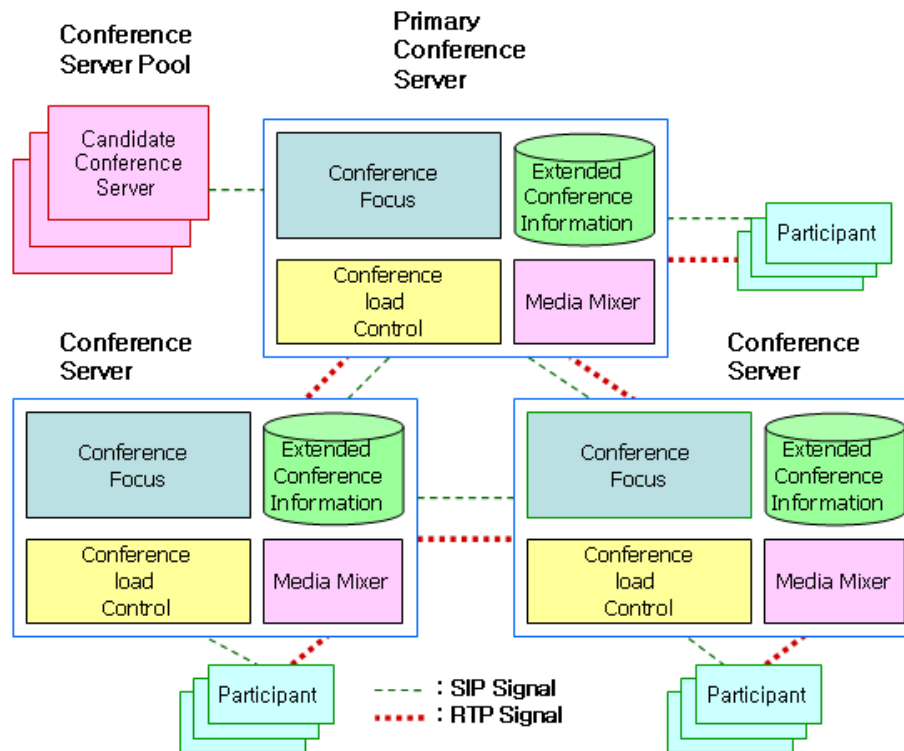 Conference
Server Pool
Primary
Conference
Server
Candidate
Conference
Server
Conference
Focus
Extended
Conference
Information
Participant
Conference
load
Control
Media Mixer
Conference
Server
Conference
Server
Conference
Focus
Extended
Conference
Information
Conference
Focus
Extended
Conference
Information
Conference
load
Control
Media Mixer
Conference
load
Control
Media Mixer
Participant
: SIP Signal
: RTP Signal
Participant